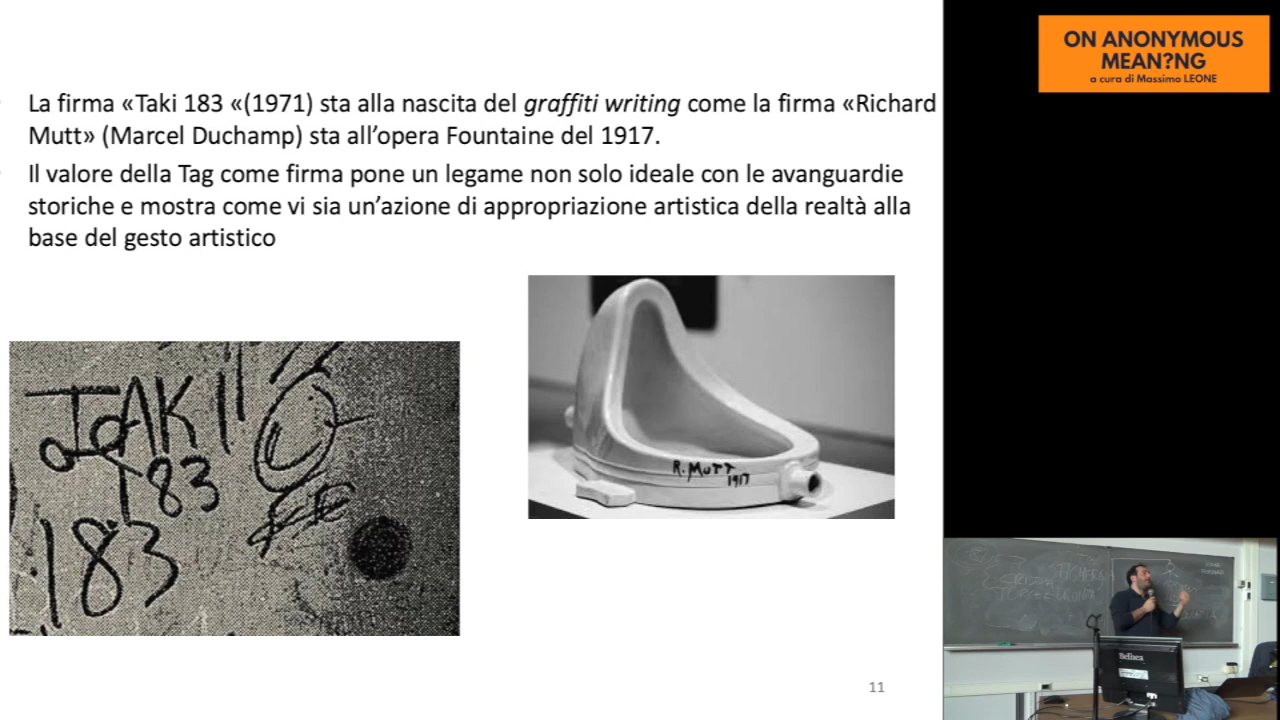 La firma «Taki 183 «(1971) sta alla nascita del graffiti writing come la firma «Richard
Mutt» (Marcel Duchamp) sta all’opera Fountaine del 1917.
Il valore della Tag come firma pone un legame non solo ideale con le avanguardie
storiche e mostra come vi sia un’azione di appropriazione artistica della realtà alla
base del gesto artistico
TAKI
183
183
R. MUTT
1917
11
ON ANONYMOUS
MEAN?NG
a cura di Massimo LEONE
Belinea